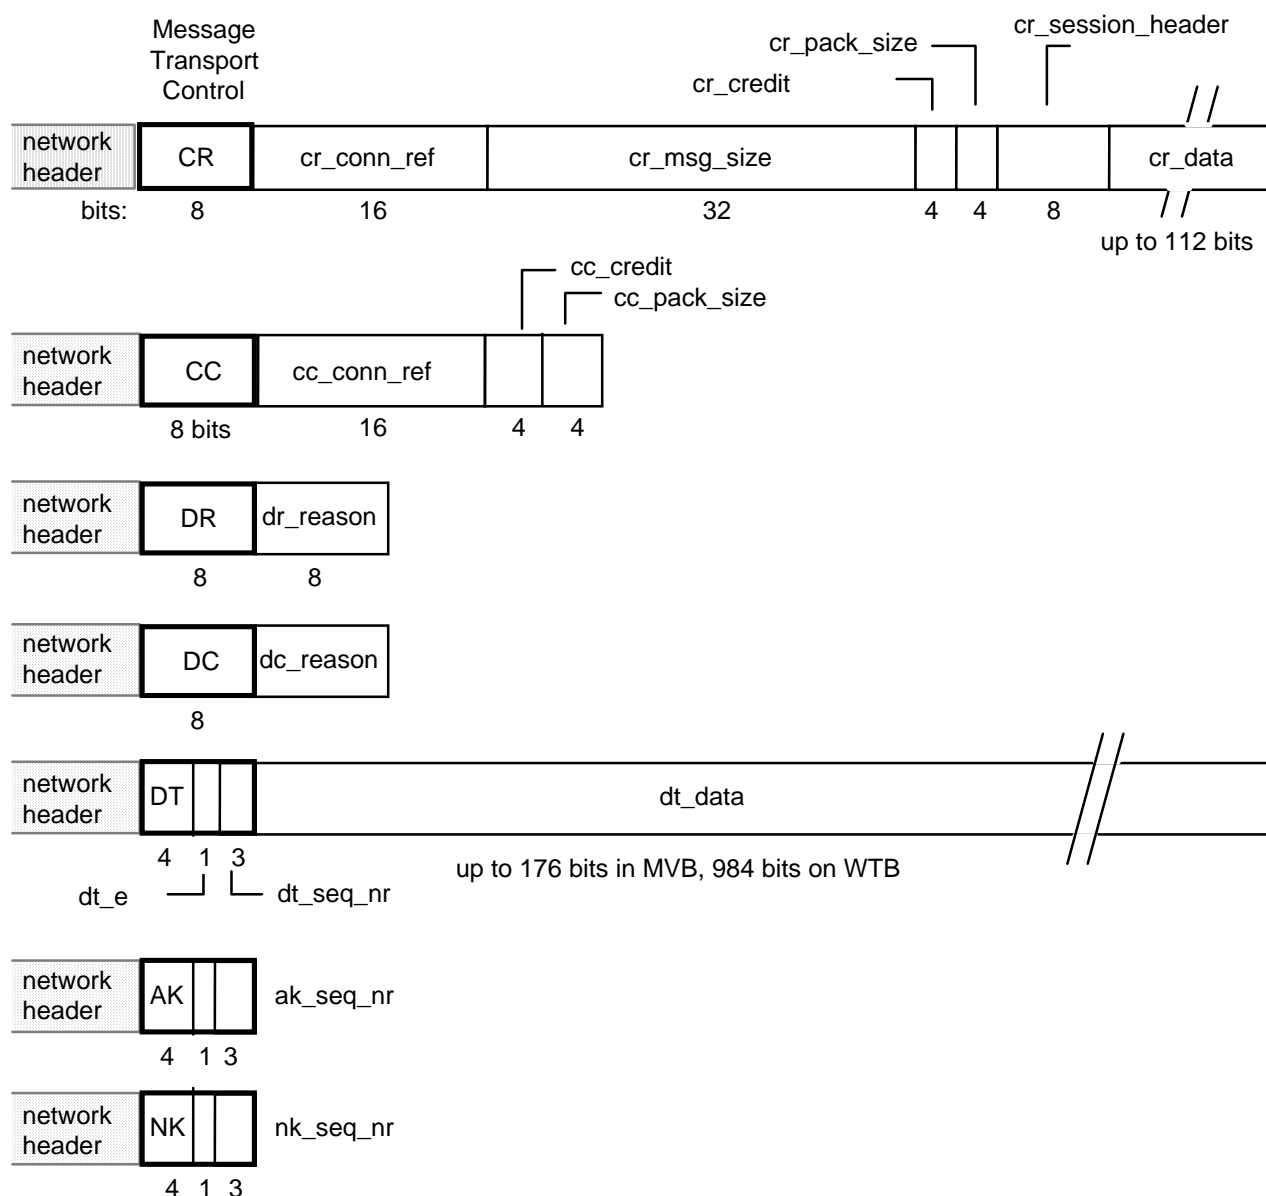 Message
Transport
Control
cr_session_header
cr_pack_size
cr_credit
network
header
CR
cr_conn_ref
cr_msg_size
cr_data
bits:
8
16
32
4
4
8
up to 112 bits
cc_credit
cc_pack_size
network
header
CC
cc_conn_ref
8 bits
16
4
4
network
header
DR
dr_reason
8
8
network
header
DC
dc_reason
8
network
header
DT
dt_data
4
1
3
up to 176 bits in MVB, 984 bits on WTB
dt_e
dt_seq_nr
network
header
AK
ak_seq_nr
4
1
3
network
header
NK
nk_seq_nr
4
1
3